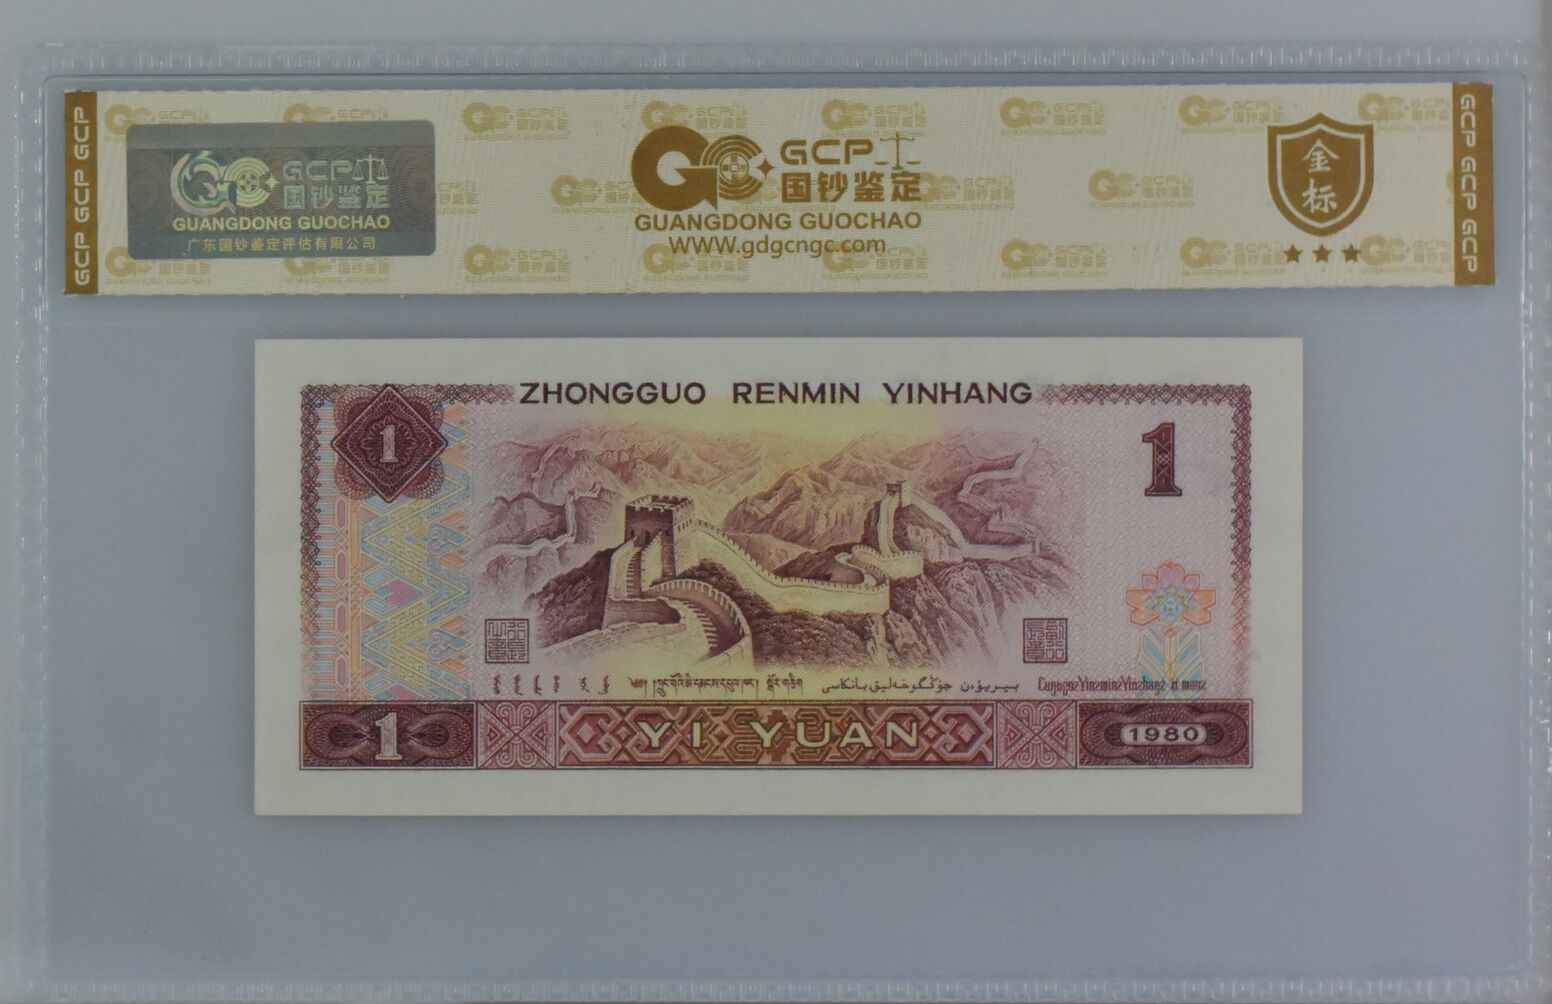 GCP GCP GCP
GCP 国钞鉴定
GUANGDONG GUOCHAO
广东国钞鉴定评估有限公司
GCP
国钞鉴定
GUANGDONG GUOCHAO
WWW.gdgcngc.com
金标
GCP GCP GCP
ZHONGGUO RENMIN YINHANG
1
1
1
YI YUAN
1980